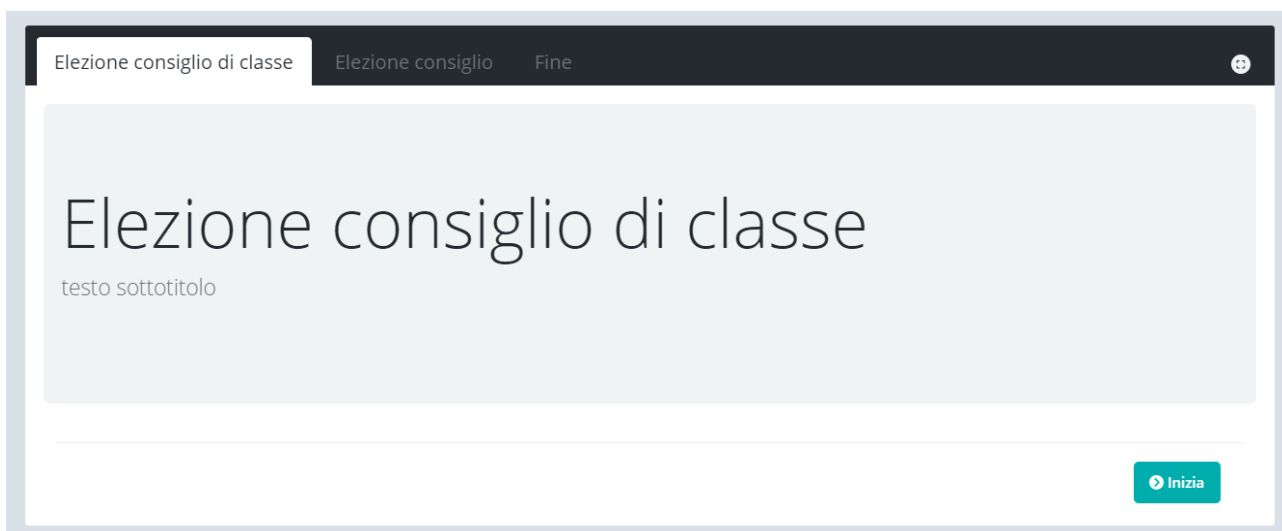 Elezione consiglio di classe Elezione consiglio Fine
Elezione consiglio di classe
testo sottotitolo
Inizia